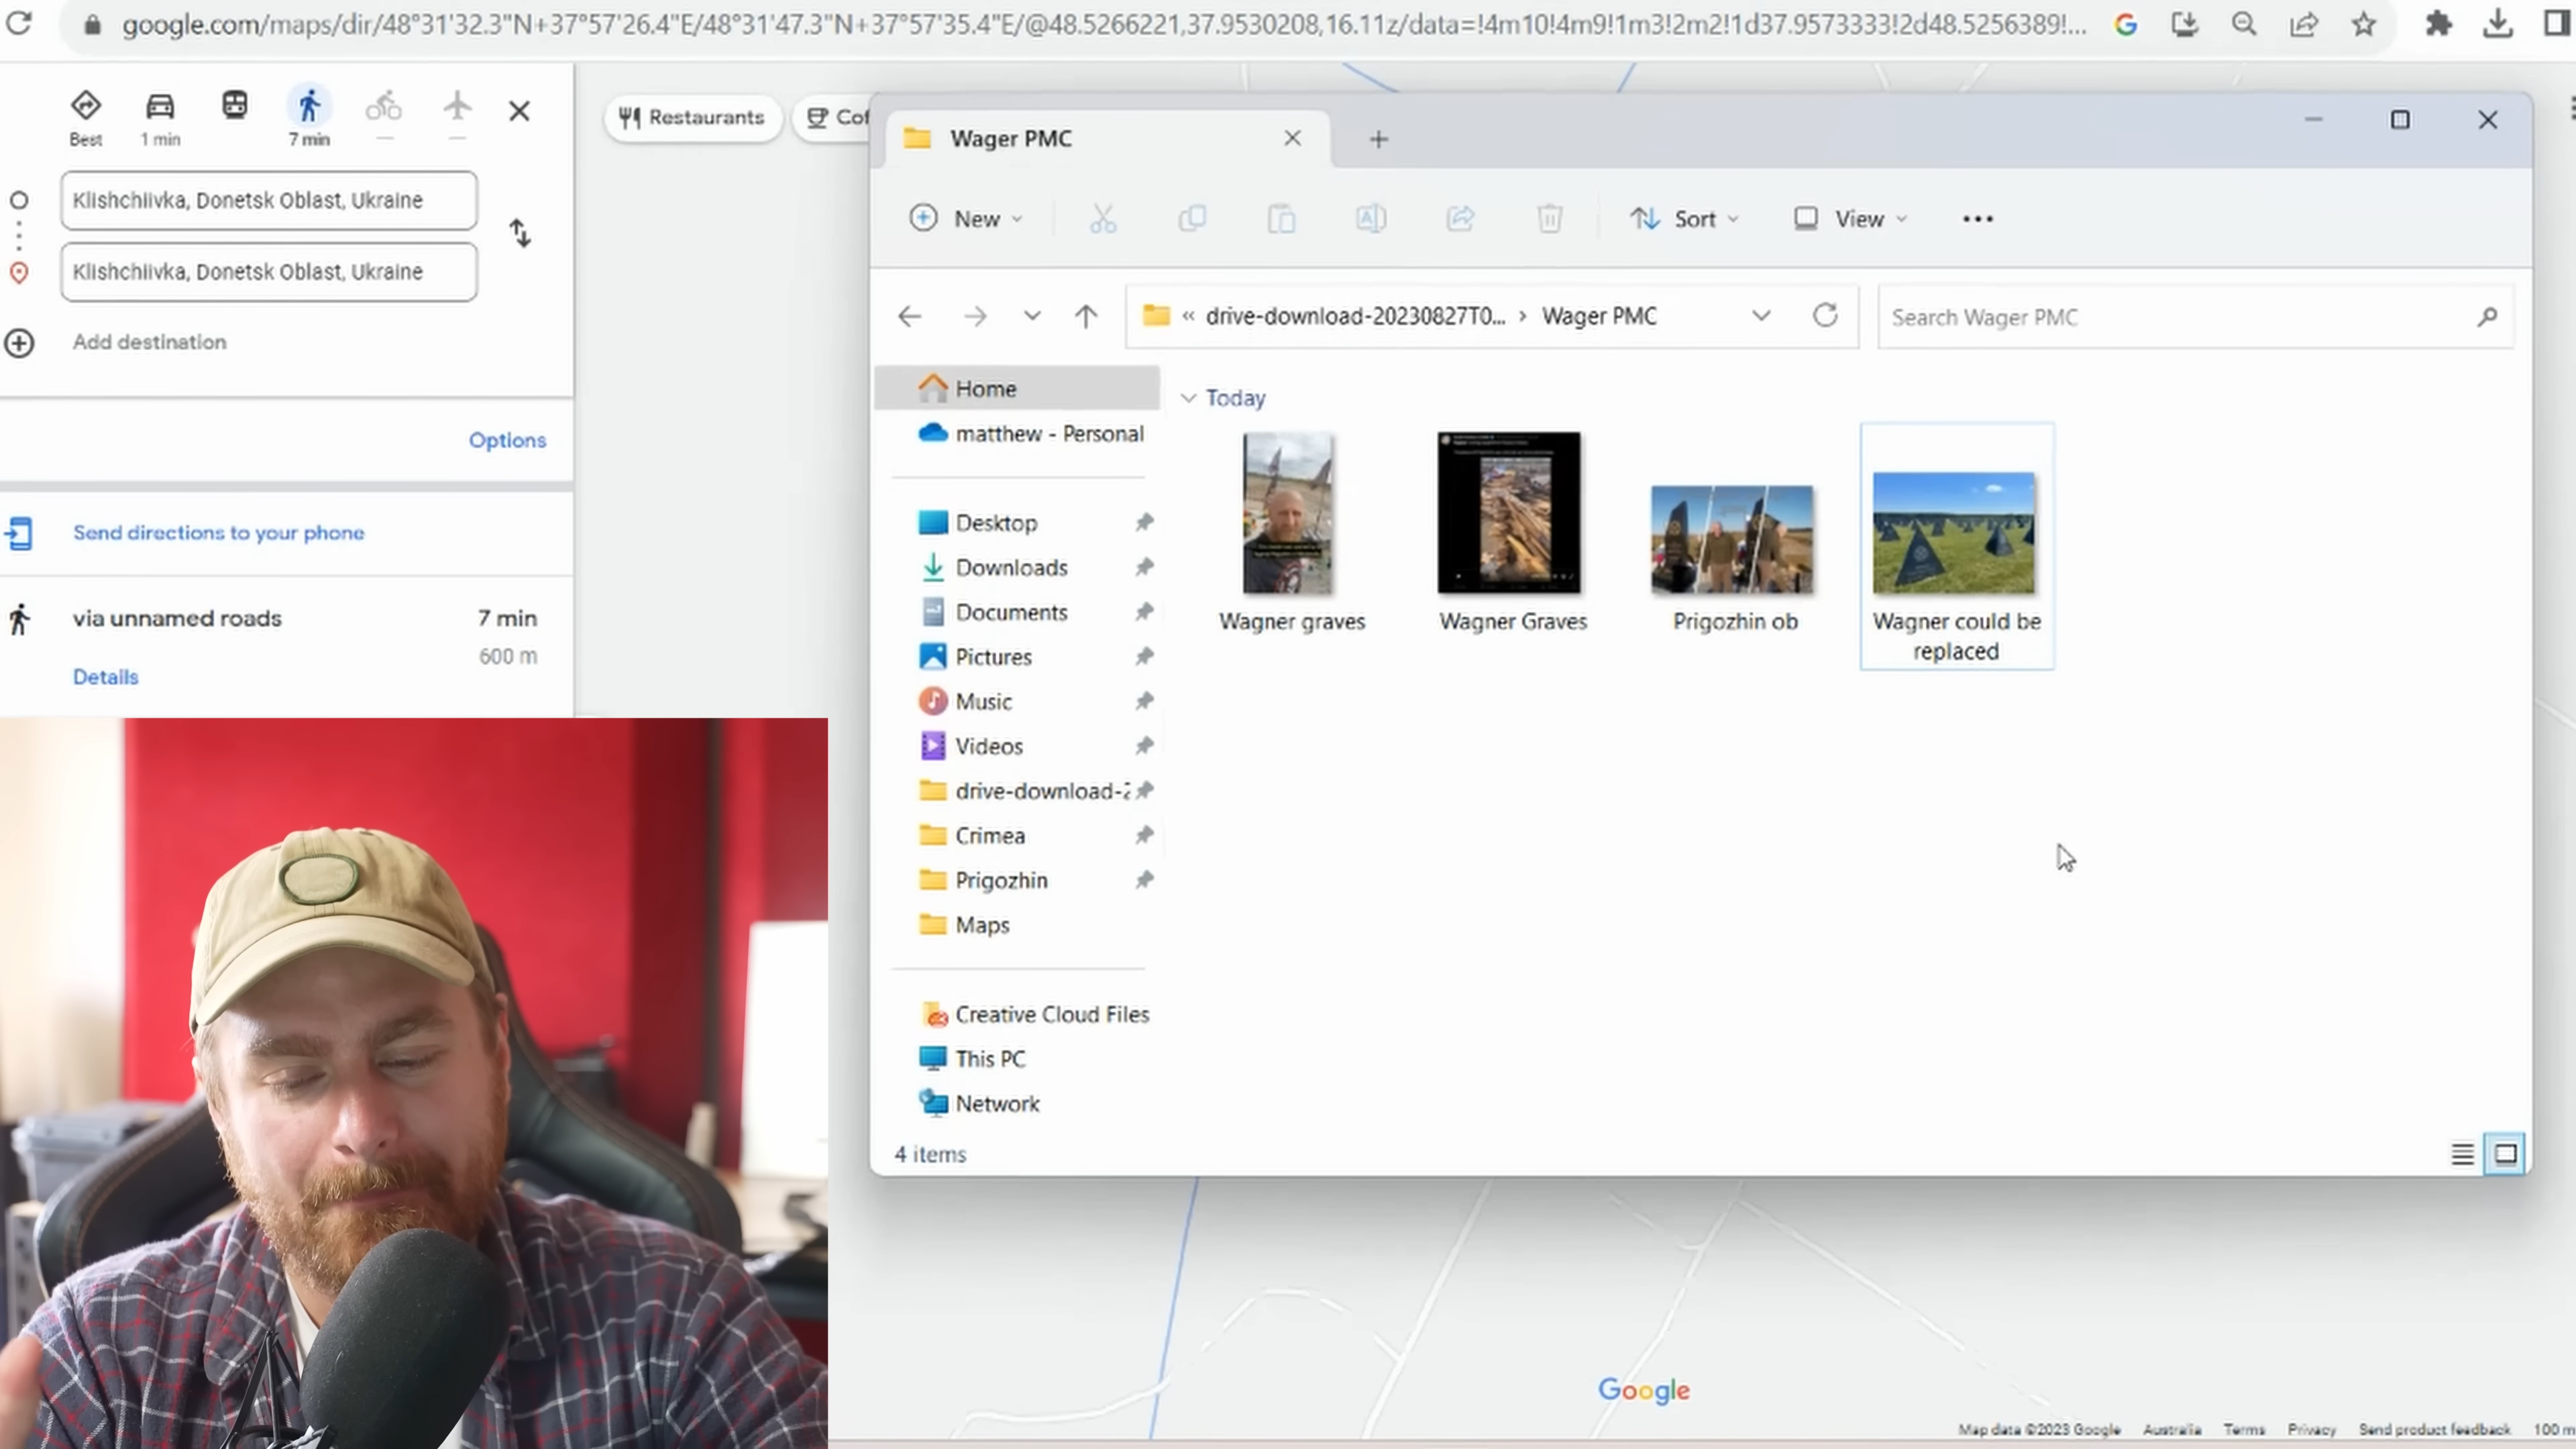 google.com/maps/dir/48°31'32.3"N+37°57'26.4"E/48°31'47.3"N+37°57'35.4"E/@48.5266221,37.9530208,16.11z/data=!4m10!4m9!1m3!2m2!1d37.9573333!2d48.5256389!...
Best
1 min
7 min
Klishchiivka, Donetsk Oblast, Ukraine
Klishchiivka, Donetsk Oblast, Ukraine
Add destination
Options
Send directions to your phone
via unnamed roads 7 min
600 m
Details
Restaurants
Cof
Wager PMC
New
Sort
View
« drive-download-20230827T0... › Wager PMC
Search Wager PMC
Home
matthew - Personal
Desktop
Downloads
Documents
Pictures
Music
Videos
drive-download-2
Crimea
Prigozhin
Maps
Creative Cloud Files
This PC
Network
Today
Wagner graves
Wagner Graves
Prigozhin ob
Wagner could be
replaced
4 items
Google
Map data ©2023 Google Australia Terms Privacy Send product feedback 100 m